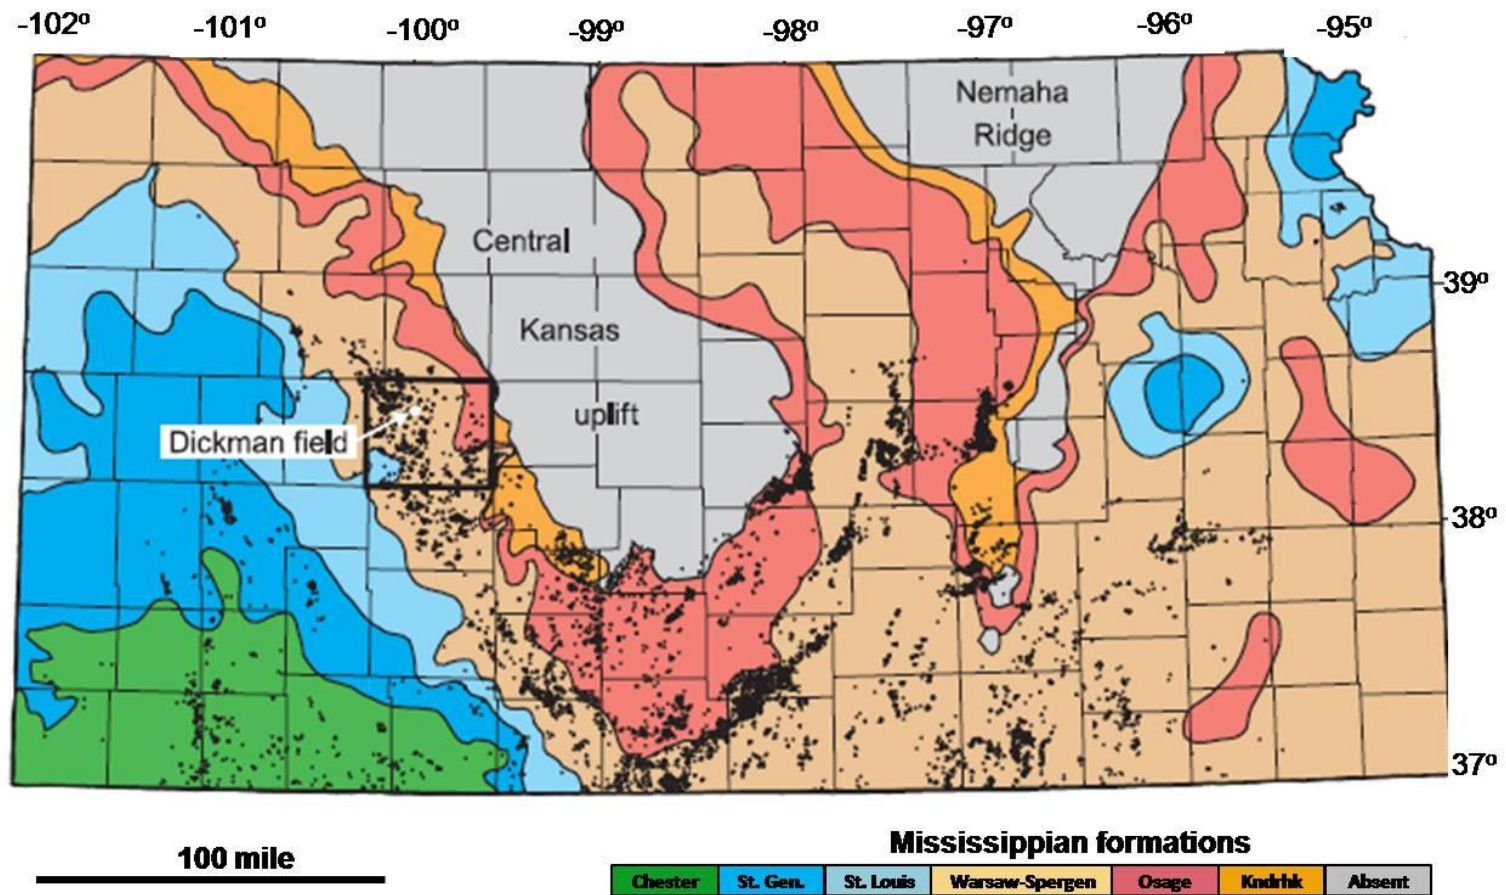 -102º -101º -100º -99º -98º -97º -96º -95º
Nemaha
Ridge
Central
39º
Kansas
uplift
Dickman field
38º
37º
Mississippian formations
100 mile
Chester St. Gen. St. Louis Warsaw-Spergen Osage Kndrhk Absent